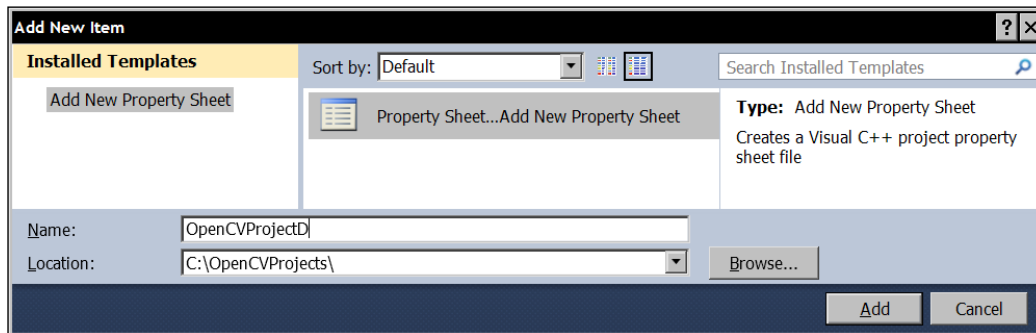 Add New Item
Installed Templates
Add New Property Sheet
Sort by: Default
Search Installed Templates
Property Sheet...Add New Property Sheet
Type: Add New Property Sheet
Creates a Visual C++ project property
sheet file
Name: OpenCVProjectD
Location: C:\OpenCVProjects\
Browse...
Add
Cancel